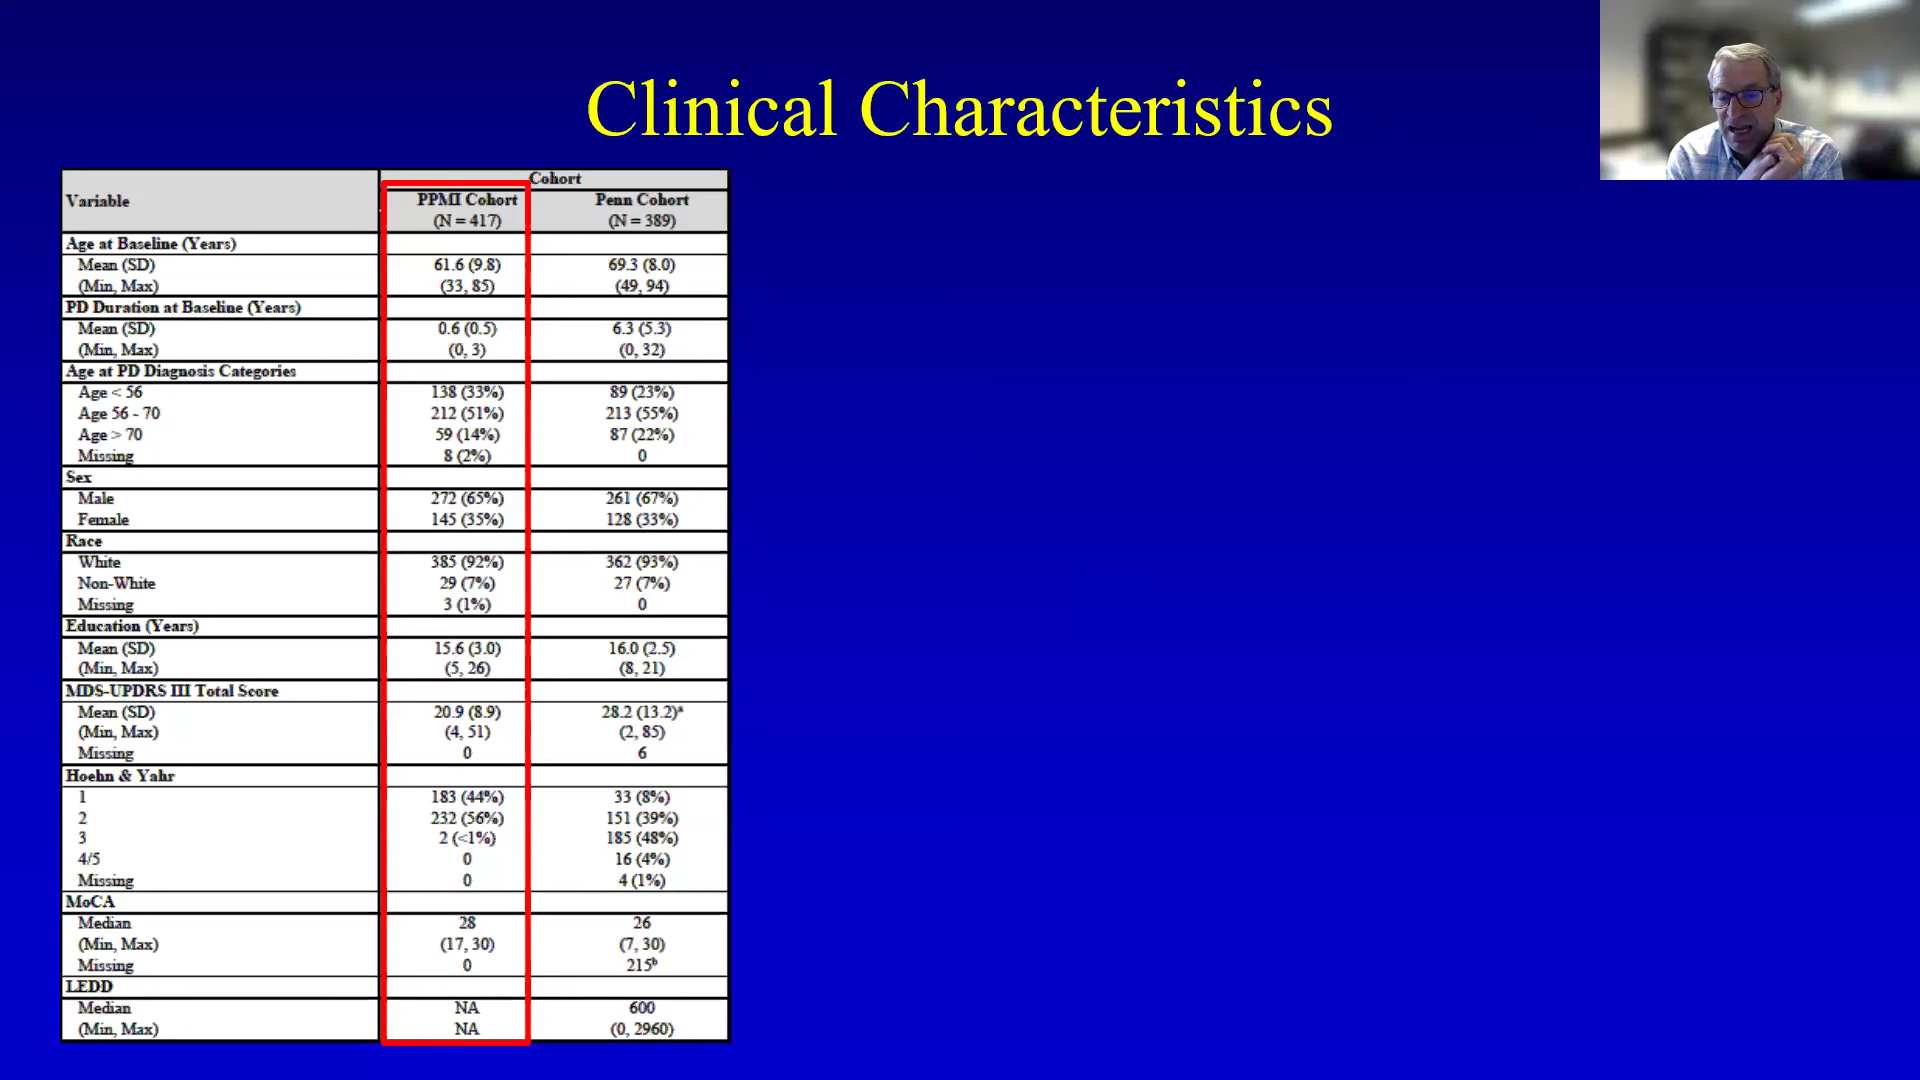 Clinical Characteristics
Cohort
Variable PPMI Cohort Penn Cohort
(N = 417) (N = 389)
Age at Baseline (Years)
Mean (SD) 61.6 (9.8) 69.3 (8.0)
(Min, Max) (33, 85) (49, 94)
PD Duration at Baseline (Years)
Mean (SD) 0.6 (0.5) 6.3 (5.3)
(Min, Max) (0, 3) (0, 32)
Age at PD Diagnosis Categories
Age < 56 138 (33%) 89 (23%)
Age 56 - 70 212 (51%) 213 (55%)
Age > 70 59 (14%) 87 (22%)
Missing 8 (2%) 0
Sex
Male 272 (65%) 261 (67%)
Female 145 (35%) 128 (33%)
Race
White 385 (92%) 362 (93%)
Non-White 29 (7%) 27 (7%)
Missing 3 (1%) 0
Education (Years)
Mean (SD) 15.6 (3.0) 16.0 (2.5)
(Min, Max) (5, 26) (8, 21)
MDS-UPDRS III Total Score
Mean (SD) 20.9 (8.9) 28.2 (13.2)ᵃ
(Min, Max) (4, 51) (2, 85)
Missing 0 6
Hoehn & Yahr
1 183 (44%) 33 (8%)
2 232 (56%) 151 (39%)
3 2 (<1%) 185 (48%)
4/5 0 16 (4%)
Missing 0 4 (1%)
MoCA
Median 28 26
(Min, Max) (17, 30) (7, 30)
Missing 0 215ᵇ
LEDD
Median NA 600
(Min, Max) NA (0, 2960)